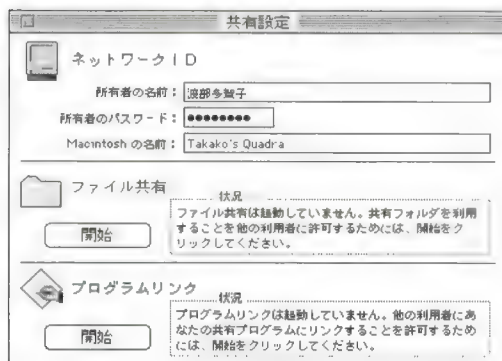 共有設定
ネットワークID
所有者の名前：渡部多賀子
所有者のパスワード：●●●●●●●●
Macintosh の名前：Takako's Quadra
ファイル共有
状況
ファイル共有は起動していません。共有フォルダを利用
することを他の利用者に許可するためには、開始をク
リックしてください。
開始
プログラムリンク
状況
プログラムリンクは起動していません。他の利用者にあ
なたの共有プログラムにリンクすることを許可するため
には、開始をクリックしてください。
開始